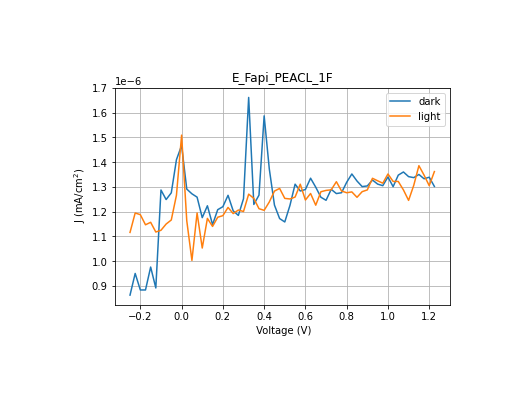 E_Fapi_PEACL_1F
1e−6
1.7
1.6
1.5
1.4
1.3
1.2
1.1
1.0
0.9
J (mA/cm²)
dark
light
−0.2 0.0 0.2 0.4 0.6 0.8 1.0 1.2
Voltage (V)